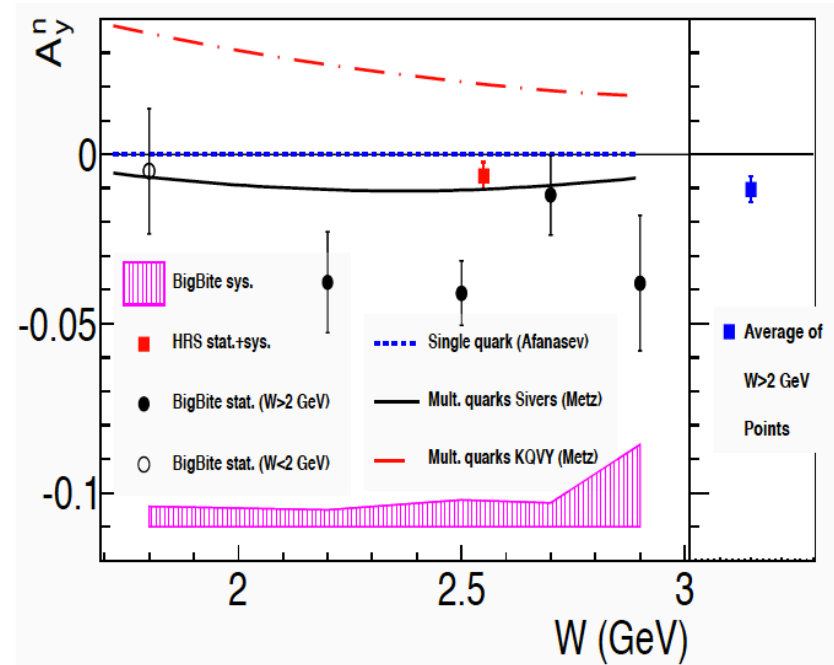 A_y^n
0
-0.05
-0.1
BigBite sys.
HRS stat.+sys.
BigBite stat. (W>2 GeV)
BigBite stat. (W<2 GeV)
Single quark (Afanasev)
Mult. quarks Sivers (Metz)
Mult. quarks KQVY (Metz)
Average of
W>2 GeV
Points
2
2.5
3
W (GeV)